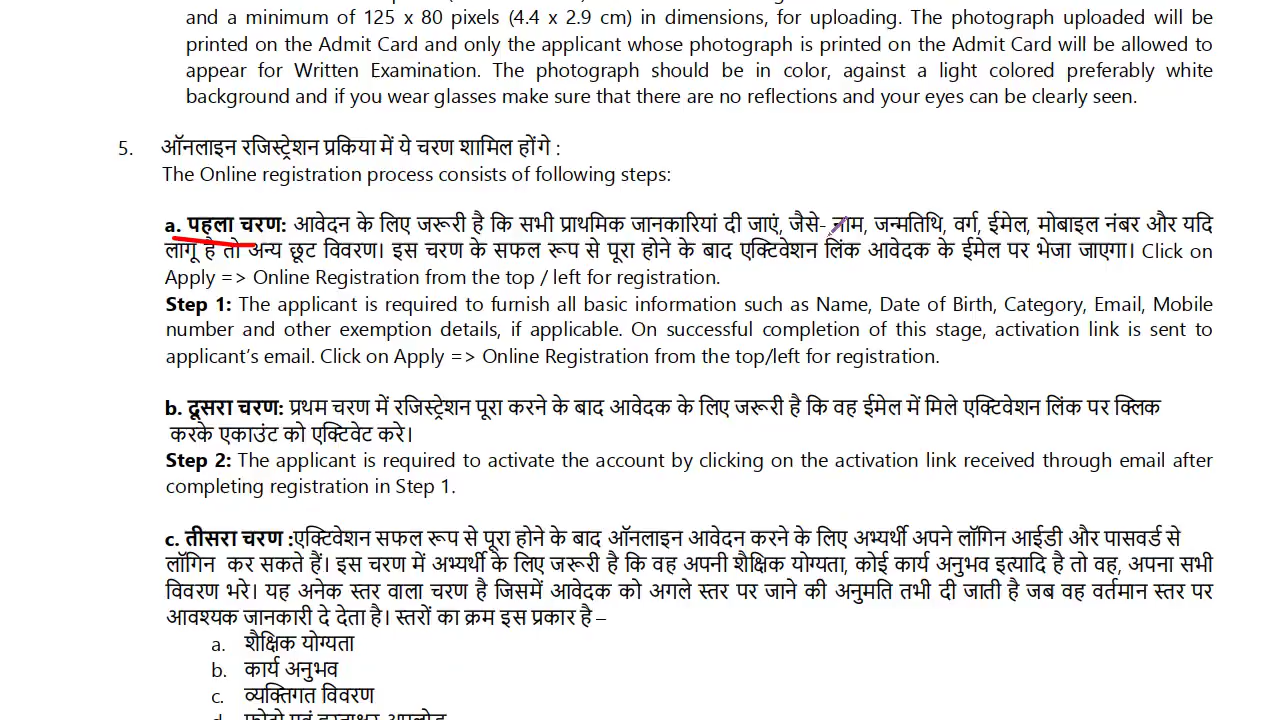 and a minimum of 125 x 80 pixels (4.4 x 2.9 cm) in dimensions, for uploading. The photograph uploaded will be
printed on the Admit Card and only the applicant whose photograph is printed on the Admit Card will be allowed to
appear for Written Examination. The photograph should be in color, against a light colored preferably white
background and if you wear glasses make sure that there are no reflections and your eyes can be clearly seen.
5. ऑनलाइन रजिस्ट्रेशन प्रकिया में ये चरण शामिल होंगे :
The Online registration process consists of following steps:
a. पहला चरण: आवेदन के लिए जरूरी है कि सभी प्राथमिक जानकारियां दी जाएं, जैसे- नाम, जन्मतिथि, वर्ग, ईमेल, मोबाइल नंबर और यदि
लागू है तो अन्य छूट विवरण। इस चरण के सफल रूप से पूरा होने के बाद एक्टिवेशन लिंक आवेदक के ईमेल पर भेजा जाएगा। Click on
Apply => Online Registration from the top / left for registration.
Step 1: The applicant is required to furnish all basic information such as Name, Date of Birth, Category, Email, Mobile
number and other exemption details, if applicable. On successful completion of this stage, activation link is sent to
applicant’s email. Click on Apply => Online Registration from the top/left for registration.
b. दूसरा चरण: प्रथम चरण में रजिस्ट्रेशन पूरा करने के बाद आवेदक के लिए जरूरी है कि वह ईमेल में मिले एक्टिवेशन लिंक पर क्लिक
करके एकाउंट को एक्टिवेट करे।
Step 2: The applicant is required to activate the account by clicking on the activation link received through email after
completing registration in Step 1.
c. तीसरा चरण :एक्टिवेशन सफल रूप से पूरा होने के बाद ऑनलाइन आवेदन करने के लिए अभ्यर्थी अपने लॉगिन आईडी और पासवर्ड से
लॉगिन कर सकते हैं। इस चरण में अभ्यर्थी के लिए जरूरी है कि वह अपनी शैक्षिक योग्यता, कोई कार्य अनुभव इत्यादि है तो वह, अपना सभी
विवरण भरे। यह अनेक स्तर वाला चरण है जिसमें आवेदक को अगले स्तर पर जाने की अनुमति तभी दी जाती है जब वह वर्तमान स्तर पर
आवश्यक जानकारी दे देता है। स्तरों का क्रम इस प्रकार है –
a. शैक्षिक योग्यता
b. कार्य अनुभव
c. व्यक्तिगत विवरण
d. फोटो एवं हस्ताक्षर अपलोड